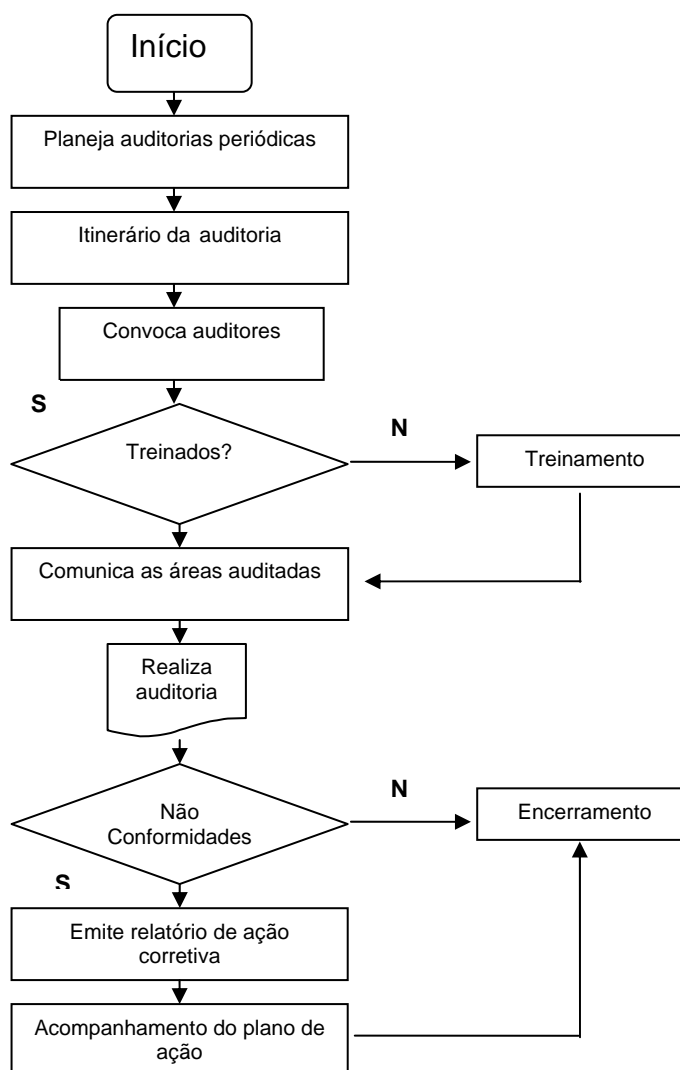 Início
Planeja auditorias periódicas
Itinerário da auditoria
Convoca auditores
S
Treinados?
N
Treinamento
Comunica as áreas auditadas
Realiza
auditoria
Não
Conformidades
N
Encerramento
S
Emite relatório de ação
corretiva
Acompanhamento do plano de
ação